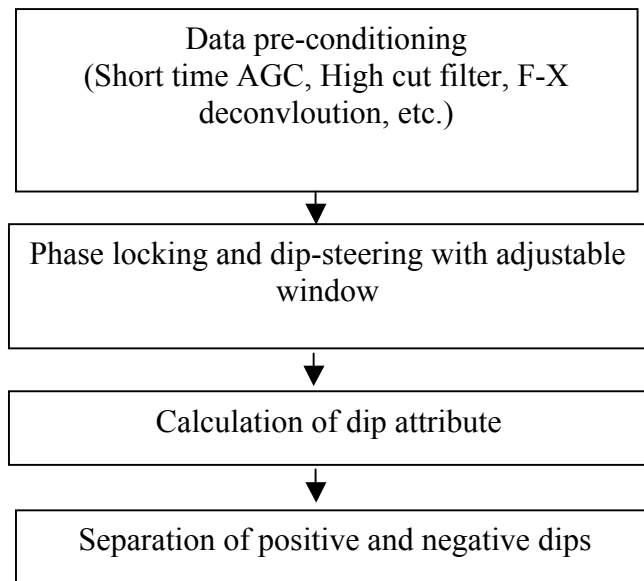 Data pre-conditioning
(Short time AGC, High cut filter, F-X
deconvloution, etc.)
Phase locking and dip-steering with adjustable
window
Calculation of dip attribute
Separation of positive and negative dips